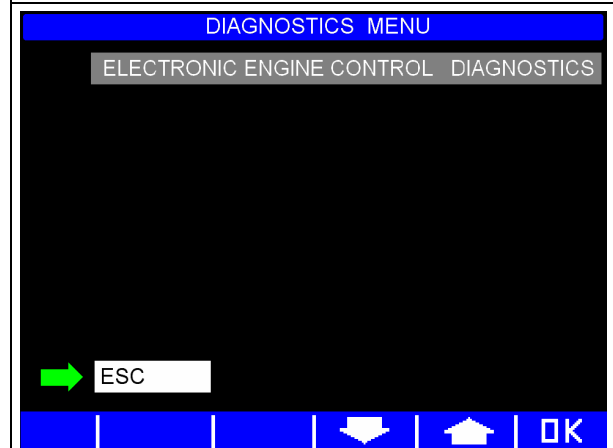 DIAGNOSTICS MENU
ELECTRONIC ENGINE CONTROL DIAGNOSTICS
ESC
OK